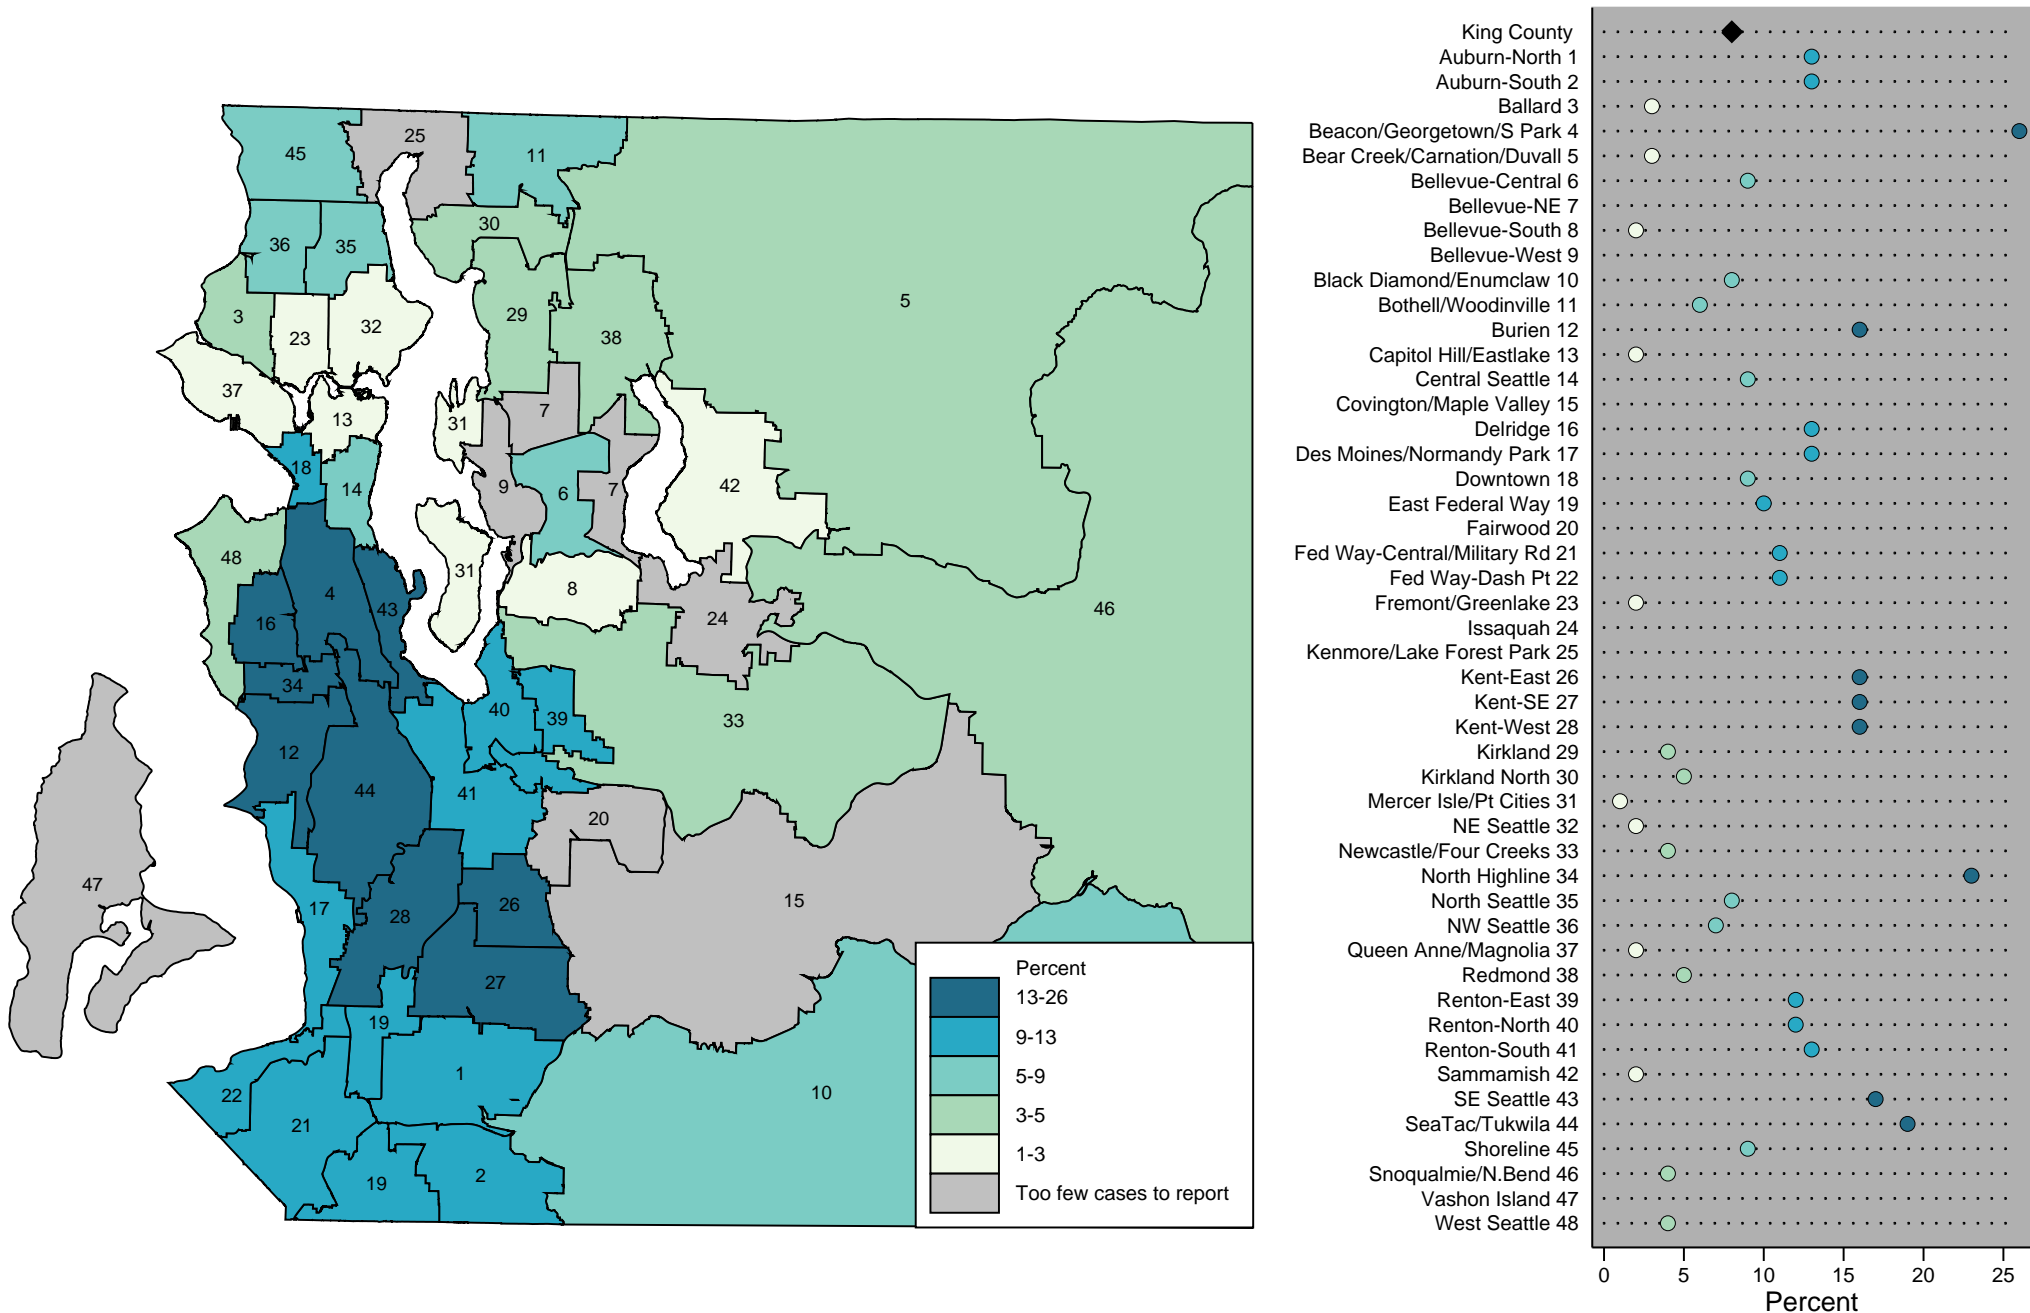 25
45
11
30
36
35
5
3
29
23
32
38
37
7
13
31
18
9
14
6
7
42
48
31
4
8
43
46
16
24
34
40
39
33
12
44
41
20
47
15
17
28
26
27
19
1
22
10
21
19
2
Percent
13-26
9-13
5-9
3-5
1-3
Too few cases to report
King County
Auburn-North 1
Auburn-South 2
Ballard 3
Beacon/Georgetown/S Park 4
Bear Creek/Carnation/Duvall 5
Bellevue-Central 6
Bellevue-NE 7
Bellevue-South 8
Bellevue-West 9
Black Diamond/Enumclaw 10
Bothell/Woodinville 11
Burien 12
Capitol Hill/Eastlake 13
Central Seattle 14
Covington/Maple Valley 15
Delridge 16
Des Moines/Normandy Park 17
Downtown 18
East Federal Way 19
Fairwood 20
Fed Way-Central/Military Rd 21
Fed Way-Dash Pt 22
Fremont/Greenlake 23
Issaquah 24
Kenmore/Lake Forest Park 25
Kent-East 26
Kent-SE 27
Kent-West 28
Kirkland 29
Kirkland North 30
Mercer Isle/Pt Cities 31
NE Seattle 32
Newcastle/Four Creeks 33
North Highline 34
North Seattle 35
NW Seattle 36
Queen Anne/Magnolia 37
Redmond 38
Renton-East 39
Renton-North 40
Renton-South 41
Sammamish 42
SE Seattle 43
SeaTac/Tukwila 44
Shoreline 45
Snoqualmie/N.Bend 46
Vashon Island 47
West Seattle 48
0 5 10 15 20 25
Percent